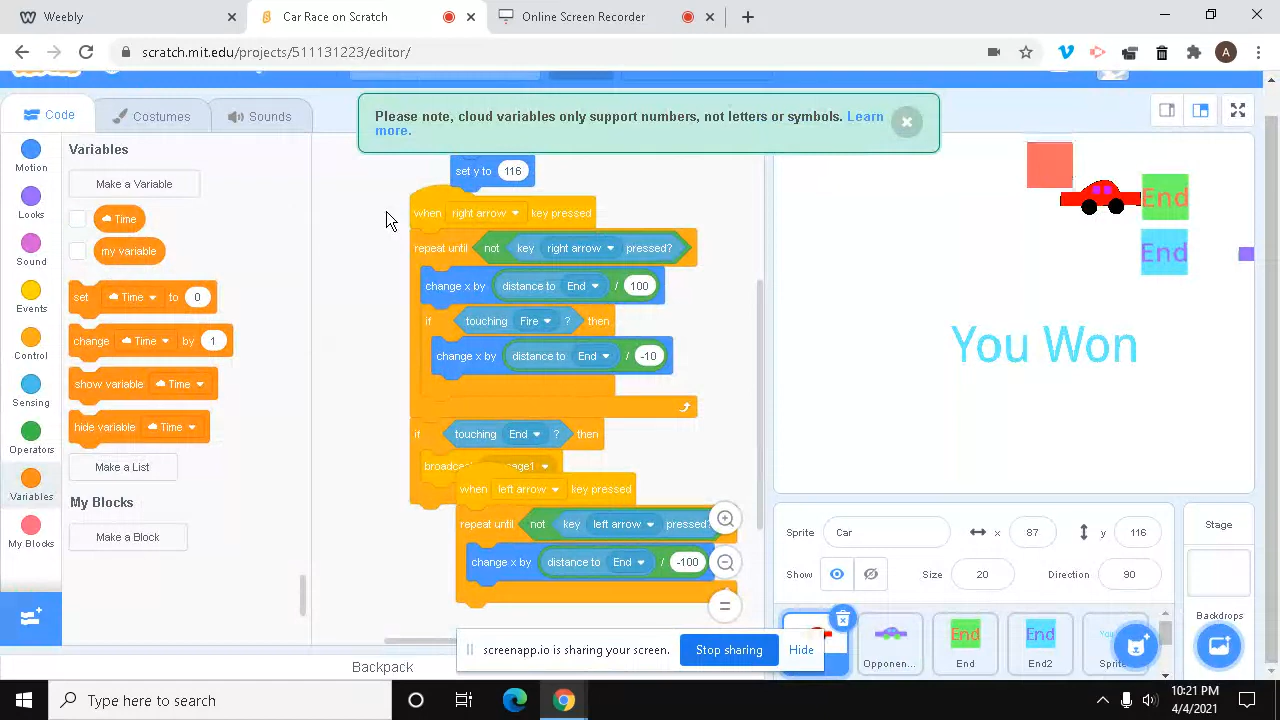 Weebly
Car Race on Scratch
Online Screen Recorder
scratch.mit.edu/projects/511131223/editor/
A
Code
Costumes
Sounds
Please note, cloud variables only support numbers, not letters or symbols. Learn
more.
Motion
Looks
Sound
Events
Control
Sensing
Operators
Variables
My Blocks
Variables
Make a Variable
Time
my variable
set Time to 0
change Time by 1
show variable Time
hide variable Time
Make a List
My Blocks
Make a Block
set y to 116
when right arrow key pressed
repeat until not key right arrow pressed?
change x by distance to End / 100
if touching Fire ? then
change x by distance to End / -10
if touching End ? then
when left arrow key pressed
repeat until not key left arrow pressed?
change x by distance to End / -100
Backpack
End
End
You Won
Sprite Car x 87 y 116
Show Size 20 Direction 90
Stage
Backdrops
Opponen...
End
End2
screenapp.io is sharing your screen.
Stop sharing
Hide
Type here to search
10:21 PM
4/4/2021